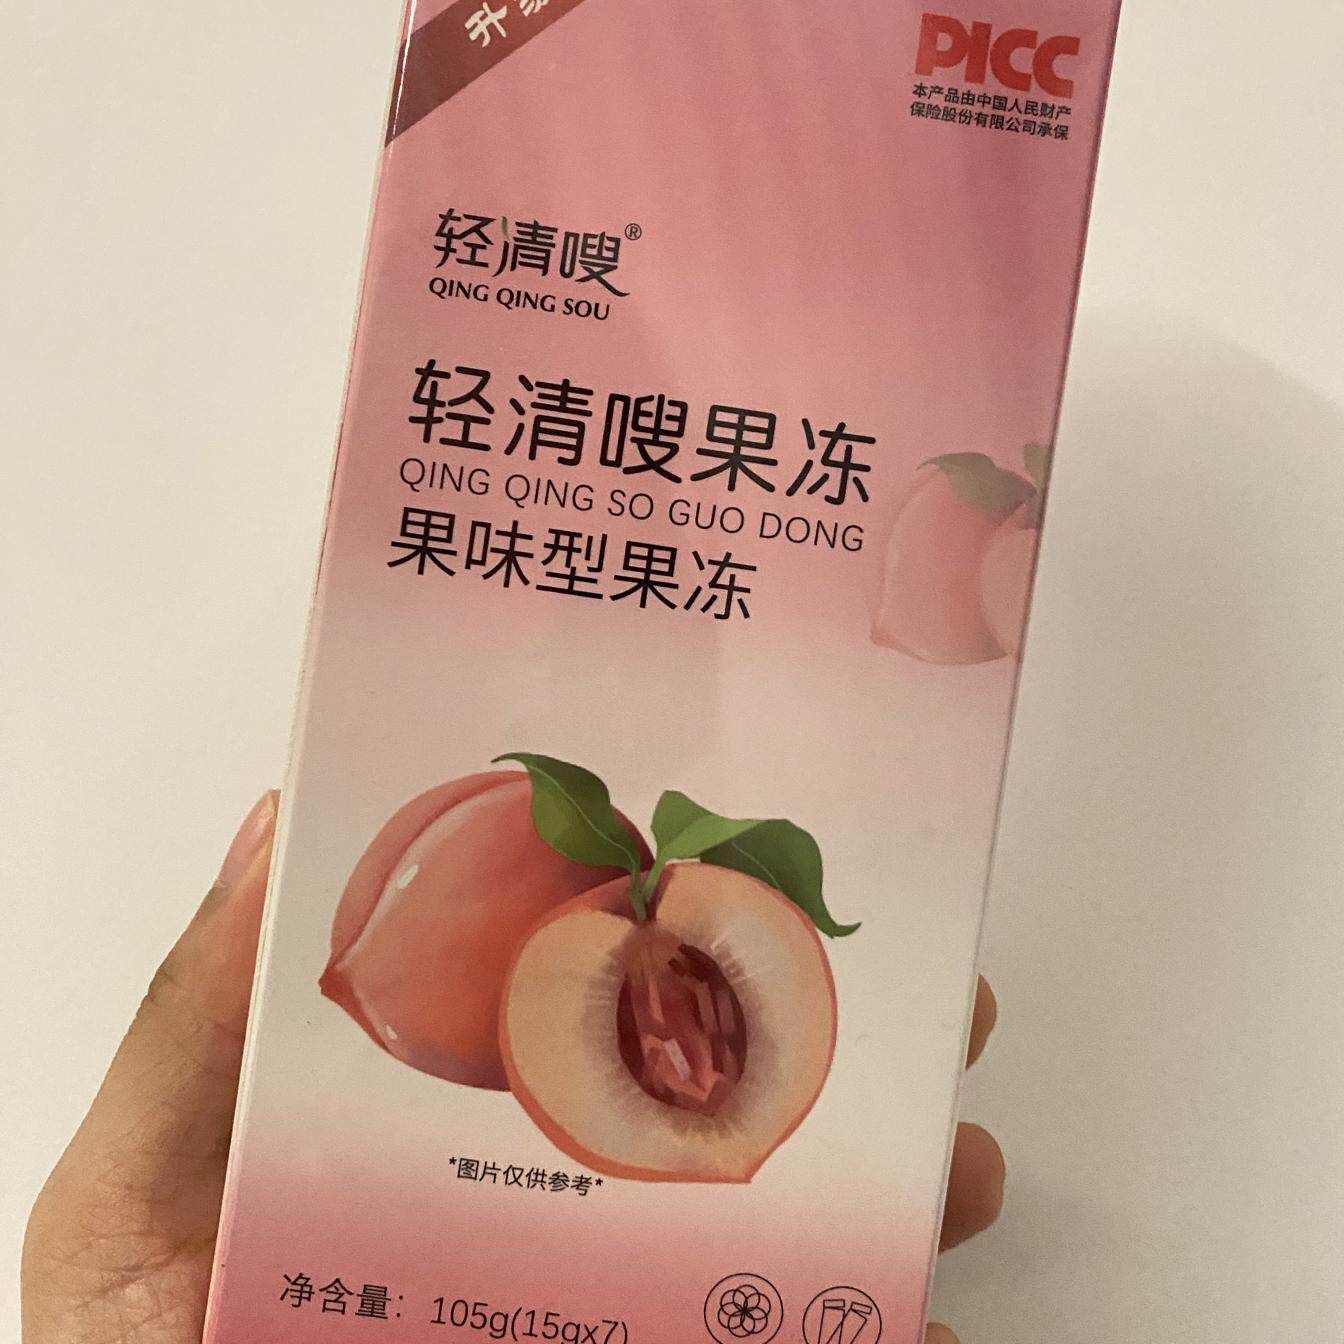 升级
PICC
本产品由中国人民财产
保险股份有限公司承保
轻清嗖®
QING QING SOU
轻清嗖果冻
QING QING SO GUO DONG
果味型果冻
*图片仅供参考*
净含量：105g(15gx7)